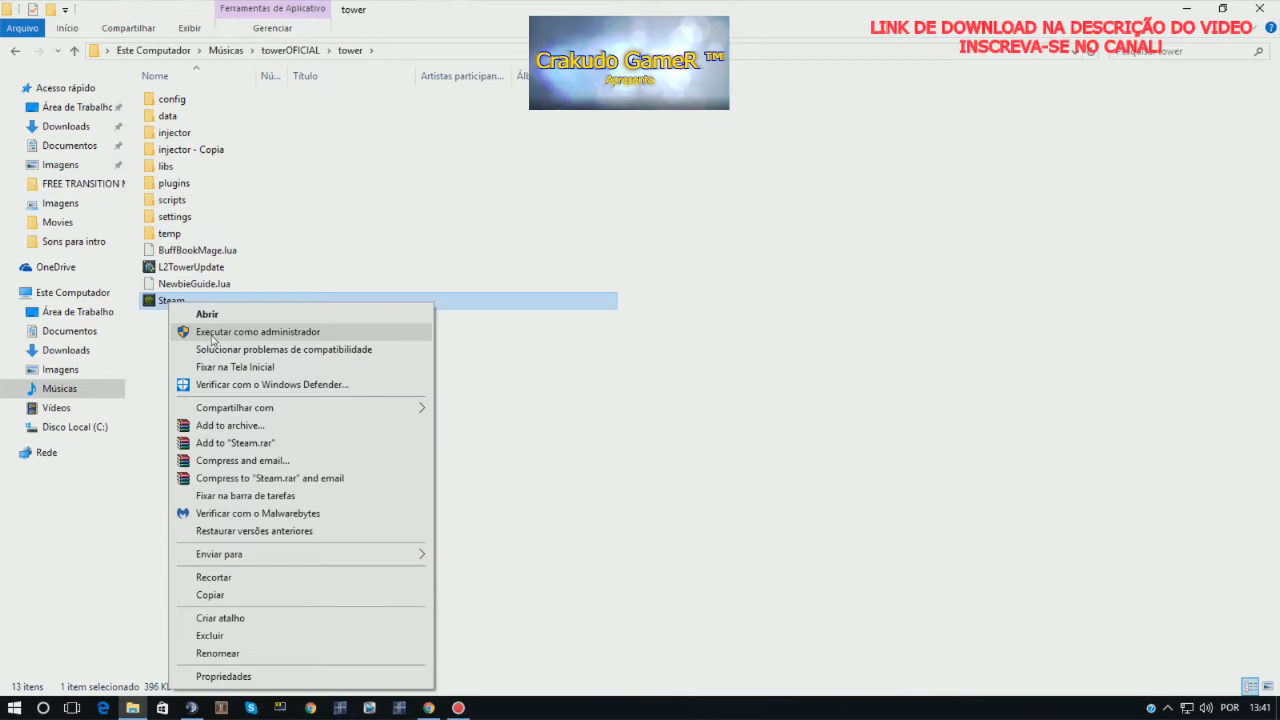 Ferramentas de Aplicativo
tower
Arquivo
Início
Compartilhar
Exibir
Gerenciar
LINK DE DOWNLOAD NA DESCRIÇÃO DO VIDEO
INSCREVA-SE NO CANAL!
Crakudo GameR ™
Apresenta
Este Computador > Músicas > towerOFICIAL > tower >
tower
Nome
Nú...
Título
Artistas participan...
Acesso rápido
Área de Trabalho
Downloads
Documentos
Imagens
FREE TRANSITION
Imagens
Movies
Sons para intro
OneDrive
Este Computador
Área de Trabalho
Documentos
Downloads
Imagens
Músicas
Vídeos
Disco Local (C:)
Rede
config
data
injector
injector - Copia
libs
plugins
scripts
settings
temp
BuffBookMage.lua
L2TowerUpdate
NewbieGuide.lua
Steam
Abrir
Executar como administrador
Solucionar problemas de compatibilidade
Fixar na Tela Inicial
Verificar com o Windows Defender...
Compartilhar com
Add to archive...
Add to "Steam.rar"
Compress and email...
Compress to "Steam.rar" and email
Fixar na barra de tarefas
Verificar com o Malwarebytes
Restaurar versões anteriores
Enviar para
Recortar
Copiar
Criar atalho
Excluir
Renomear
Propriedades
13 itens
1 item selecionado
396
POR
13:41